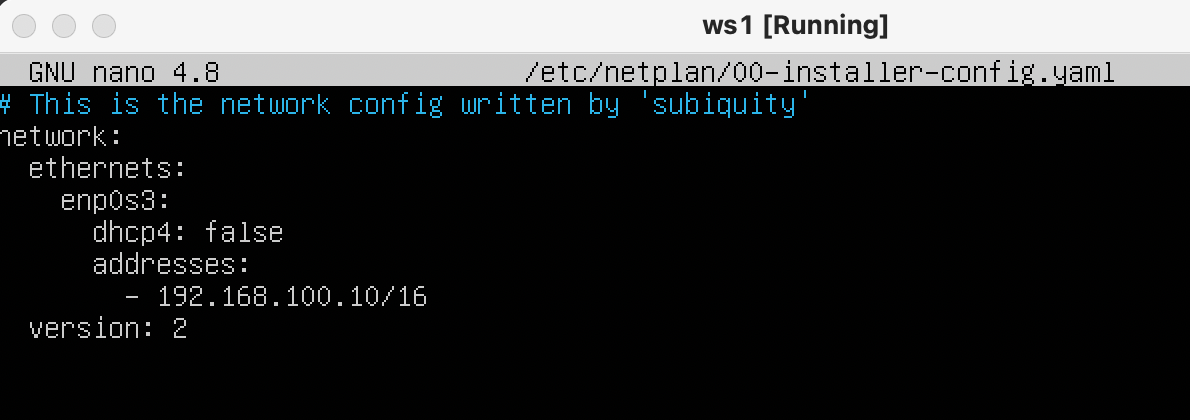 ws1 [Running]
GNU nano 4.8 /etc/netplan/00-installer-config.yaml
# This is the network config written by 'subiquity'
network:
  ethernets:
    enp0s3:
      dhcp4: false
      addresses:
        - 192.168.100.10/16
  version: 2